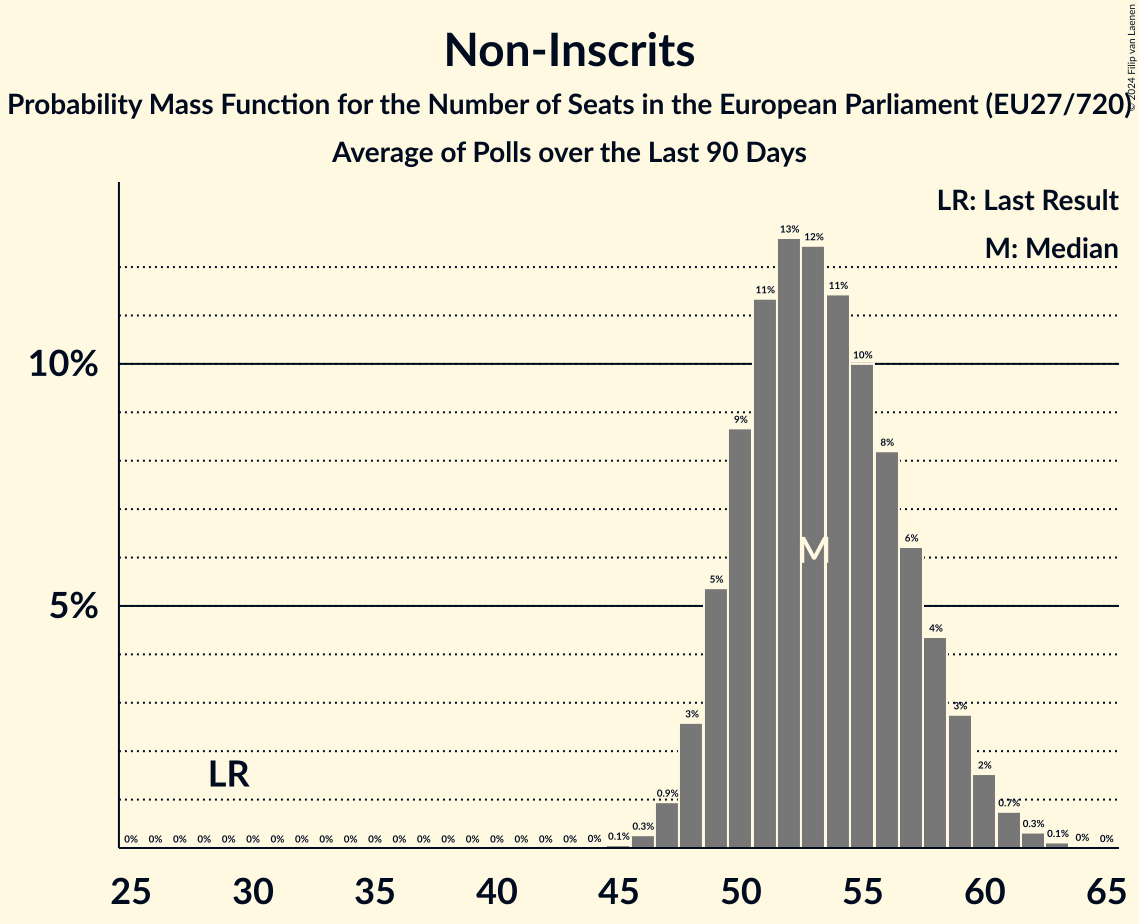 Non-Inscrits
© 2024 Filip van Laenen
Probability Mass Function for the Number of Seats in the European Parliament (EU27/720)
Average of Polls over the Last 90 Days
LR: Last Result
M: Median
10%
5%
LR
M
0% 0% 0% 0% 0% 0% 0% 0% 0% 0% 0% 0% 0% 0% 0% 0% 0% 0% 0% 0% 0.1% 0.3% 0.9% 3% 5% 9% 11% 13% 12% 11% 10% 8% 6% 4% 3% 2% 0.7% 0.3% 0.1% 0% 0%
25 30 35 40 45 50 55 60 65